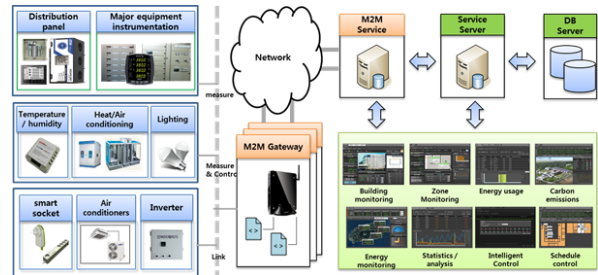 Distribution
panel
Major equipment
instrumentation
measure
Temperature
/ humidity
Heat/Air
conditioning
Lighting
Measure
& Contro
smart
socket
Air
conditioners
Inverter
Link
Network
M2M Gateway
M2M
Service
Service
Server
DB
Server
Building
monitoring
Zone
Monitoring
Energy usage
Carbon
emissions
Energy
monitoring
Statistics /
analysis
Intelligent
Control
Schedule
control